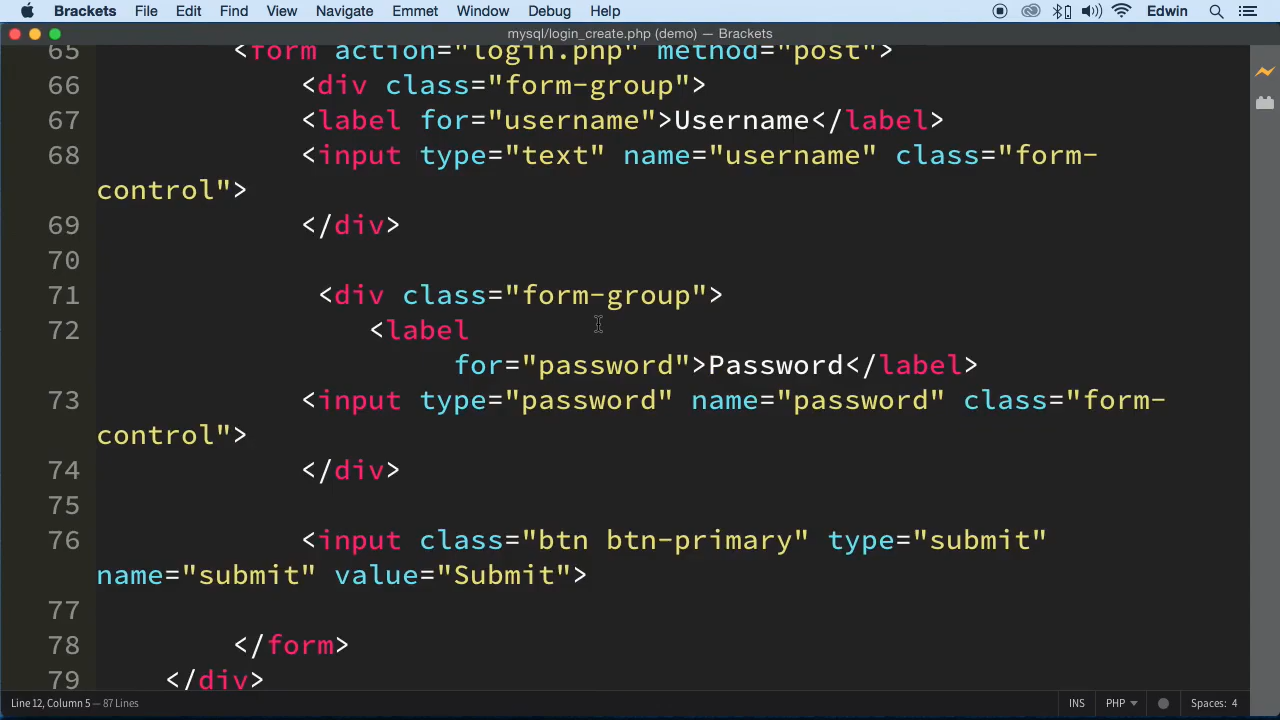 Brackets File Edit Find View Navigate Emmet Window Debug Help Edwin
mysql/login_create.php (demo) — Brackets
65 <form action="login.php" method="post">
66 <div class="form-group">
67 <label for="username">Username</label>
68 <input type="text" name="username" class="form-
control">
69 </div>
70
71 <div class="form-group">
72 <label
for="password">Password</label>
73 <input type="password" name="password" class="form-
control">
74 </div>
75
76 <input class="btn btn-primary" type="submit"
name="submit" value="Submit">
77
78 </form>
79 </div>
Line 12, Column 5 — 87 Lines INS PHP Spaces: 4